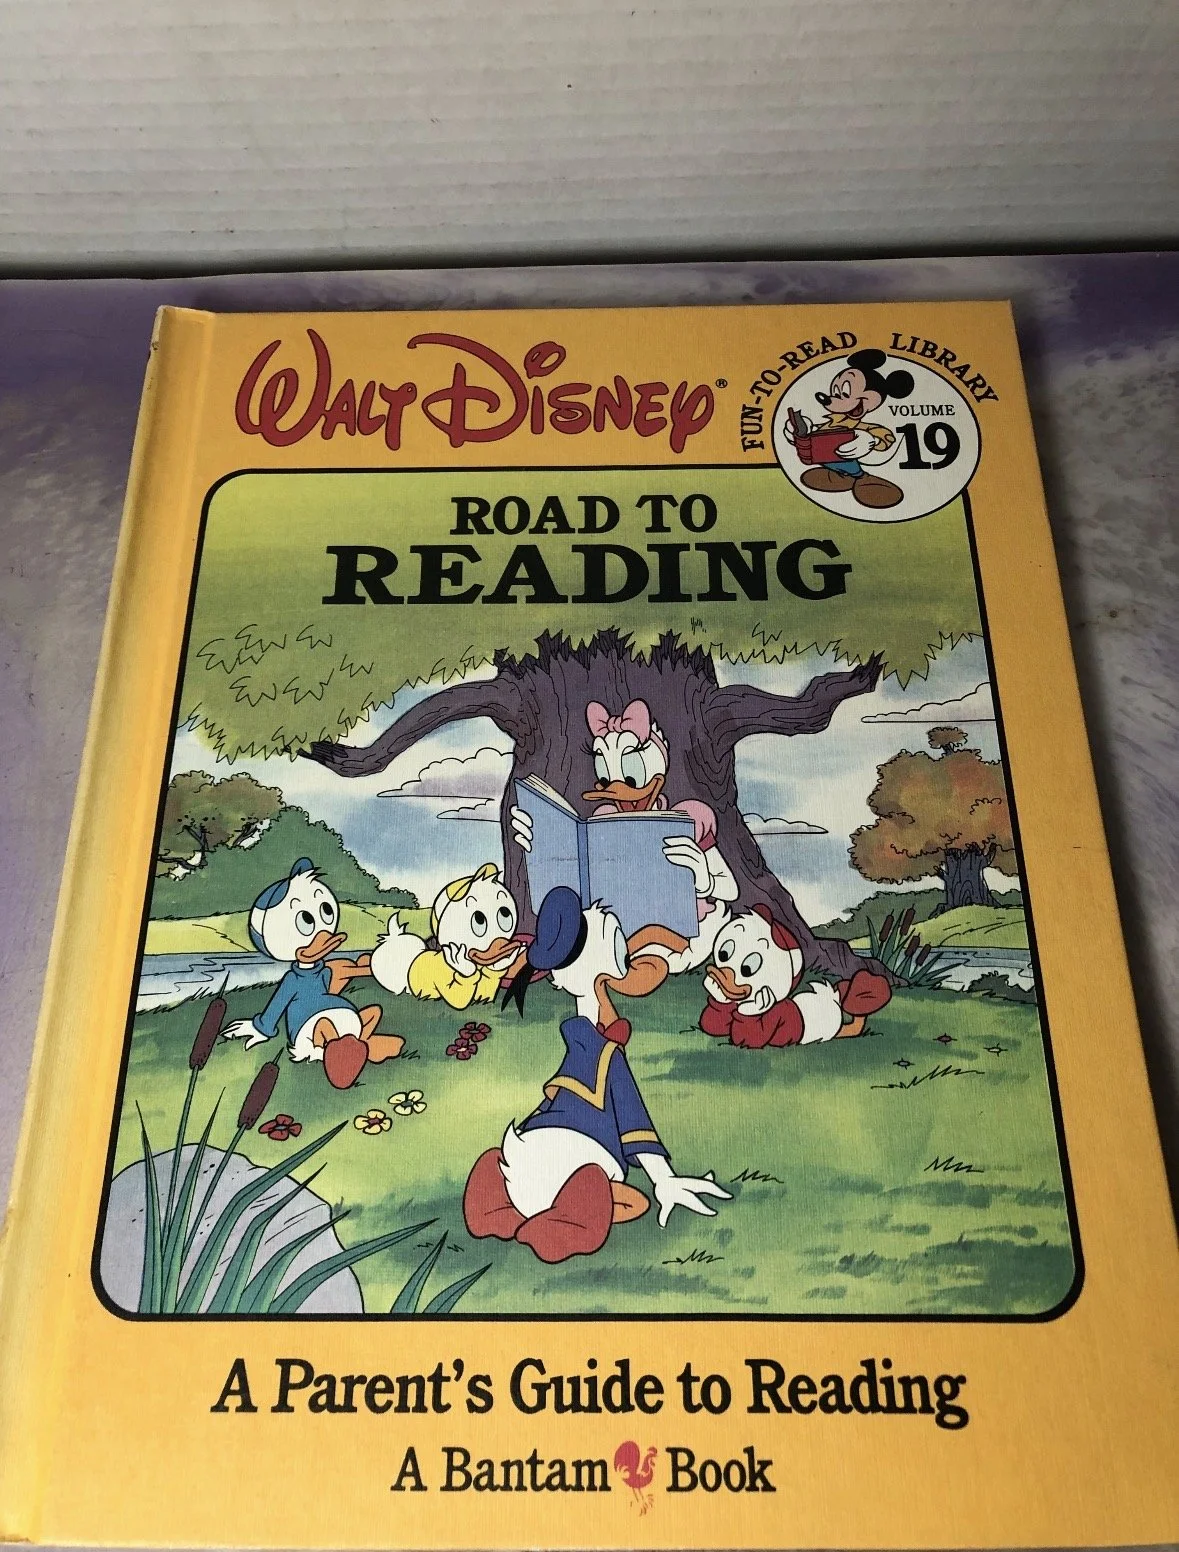 WALT DISNEY®
FUN-TO-READ LIBRARY
VOLUME
19
ROAD TO
READING
A Parent's Guide to Reading
A Bantam Book